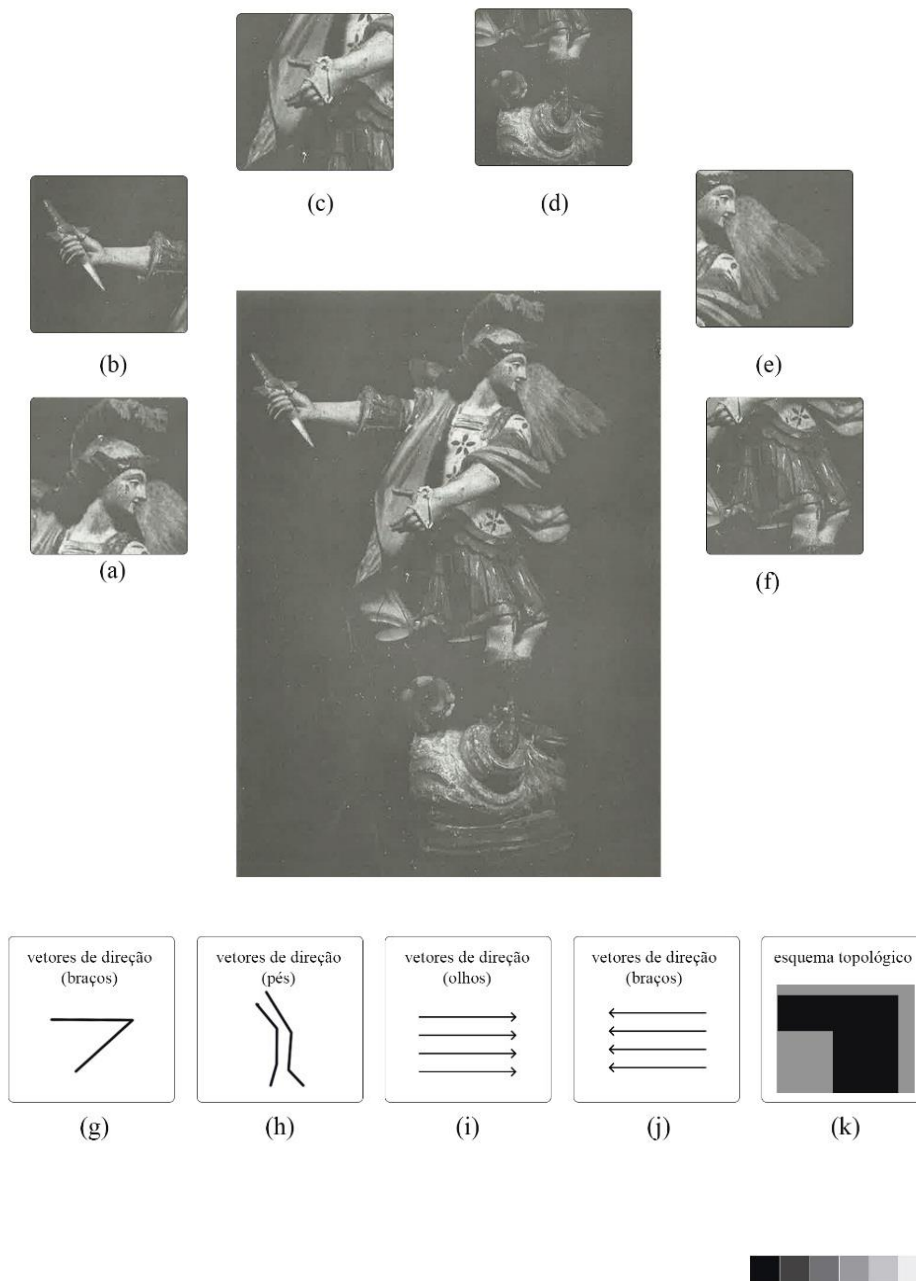 (c)
(d)
(b)
(e)
(a)
(f)
vetores de direção
(braços)
vetores de direção
(pés)
vetores de direção
(olhos)
vetores de direção
(braços)
esquema topológico
(g)
(h)
(i)
(j)
(k)